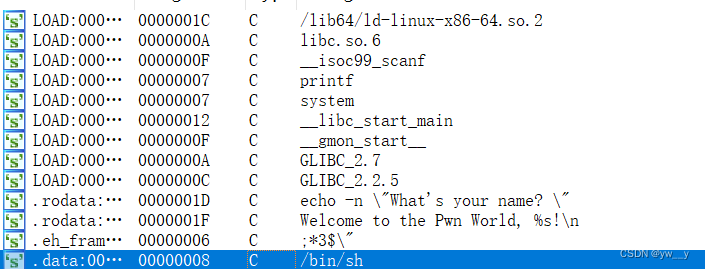 's' LOAD:000… 0000001C C /lib64/ld-linux-x86-64.so.2
's' LOAD:000… 0000000A C libc.so.6
's' LOAD:000… 0000000F C __isoc99_scanf
's' LOAD:000… 00000007 C printf
's' LOAD:000… 00000007 C system
's' LOAD:000… 00000012 C __libc_start_main
's' LOAD:000… 0000000F C __gmon_start__
's' LOAD:000… 0000000A C GLIBC_2.7
's' LOAD:000… 0000000C C GLIBC_2.2.5
's' .rodata:… 0000001D C echo -n \"What's your name? \"
's' .rodata:… 0000001F C Welcome to the Pwn World, %s!\n
's' .eh_fram… 00000006 C ;*3$\"
's' .data:00… 00000008 C /bin/sh
CSDN @yw__y